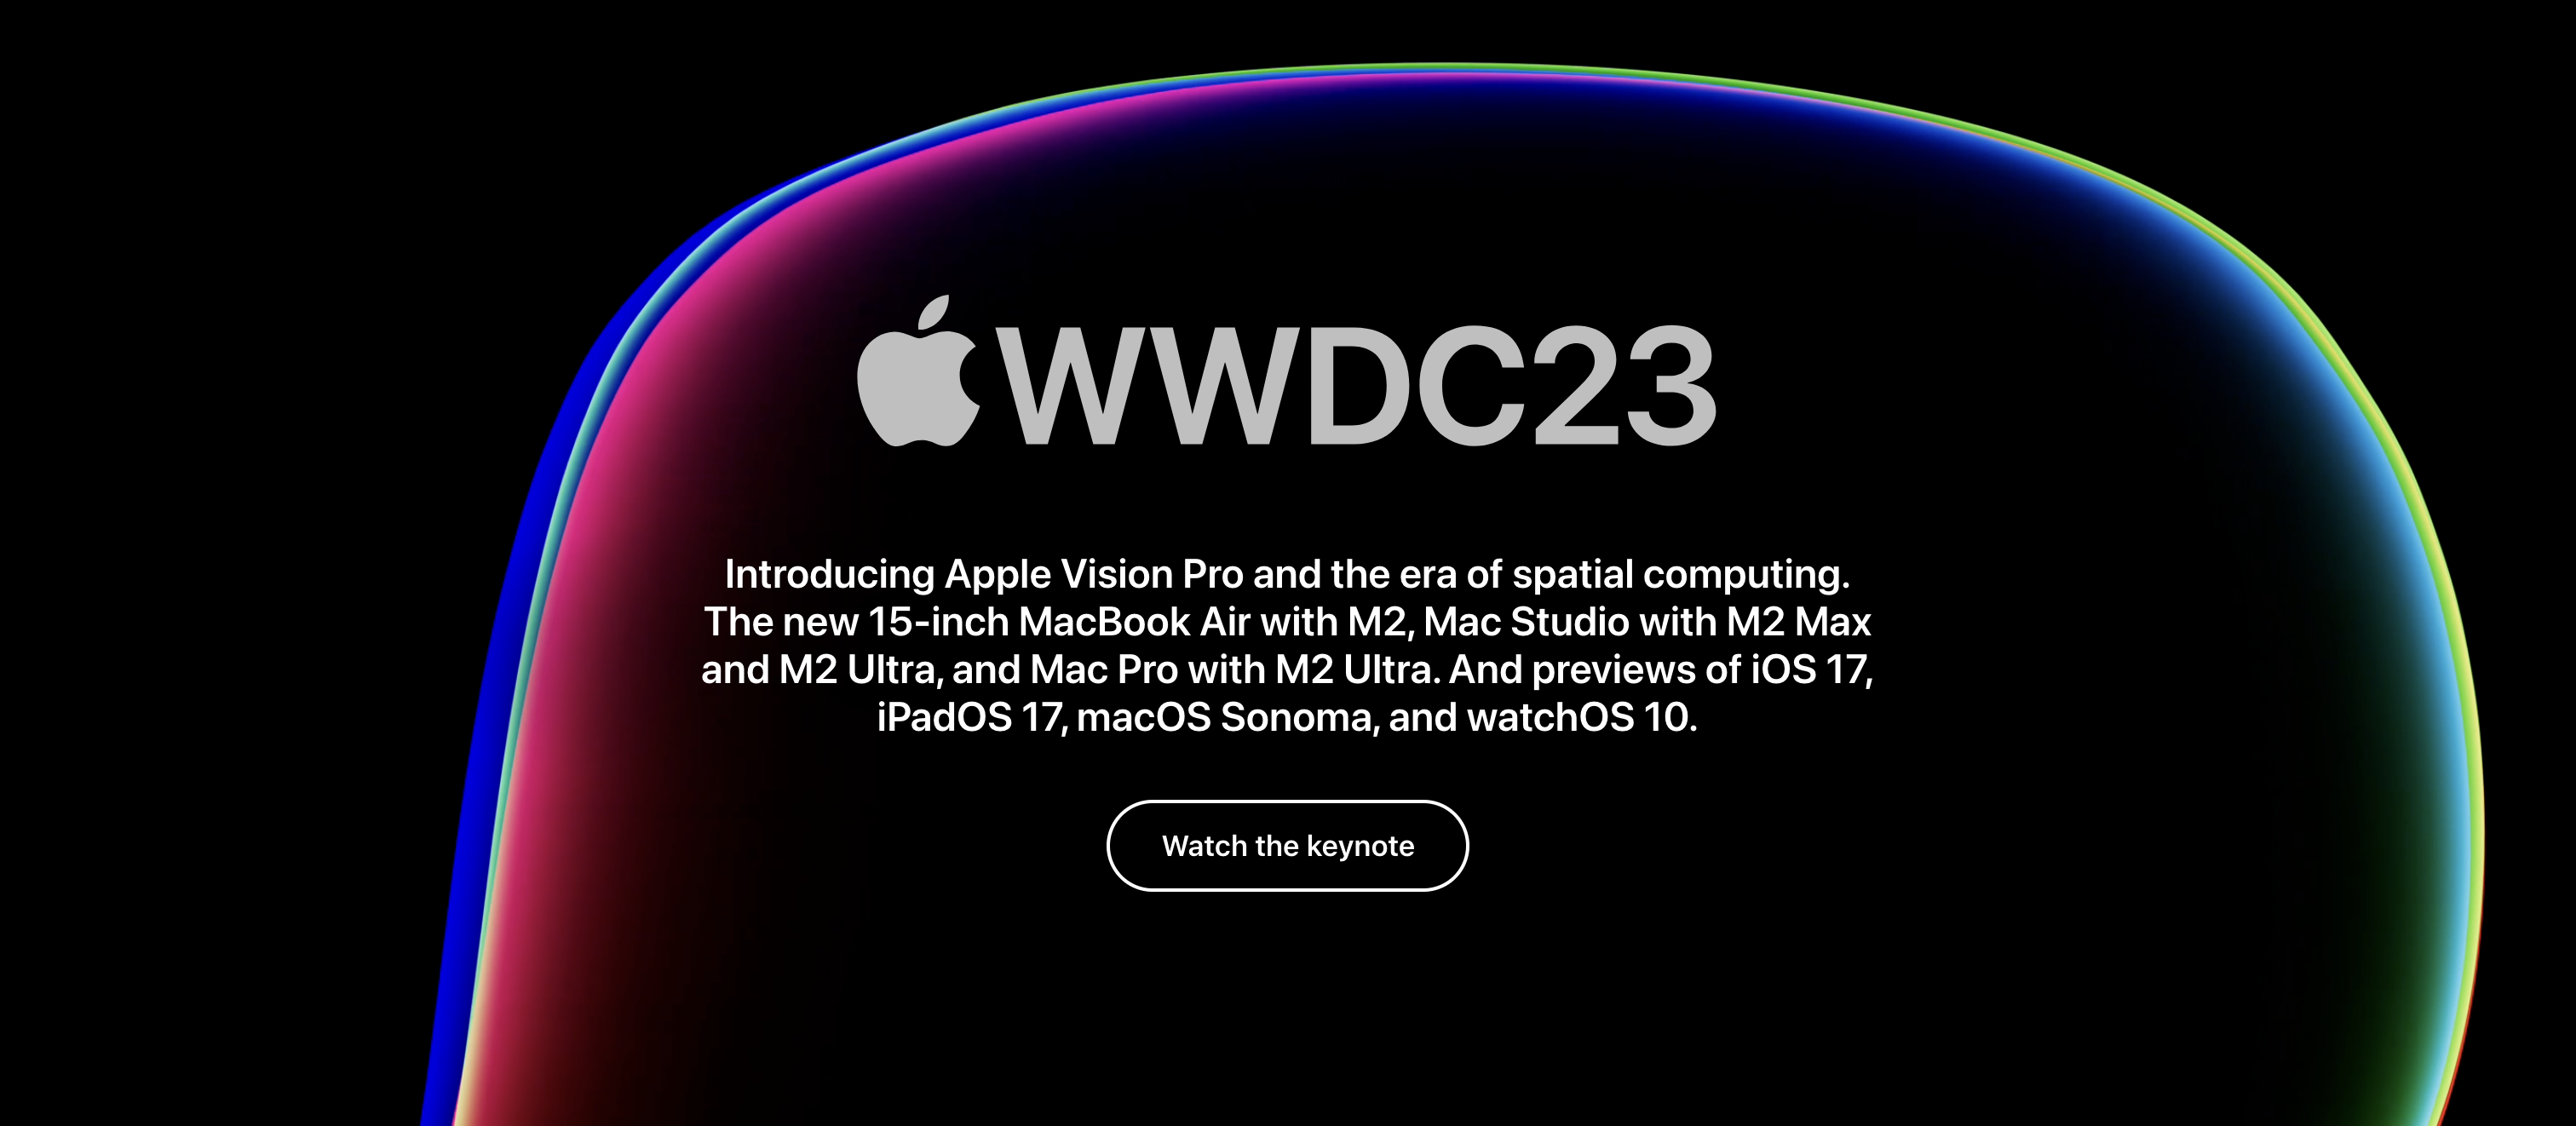 WWDC23
Introducing Apple Vision Pro and the era of spatial computing.
The new 15-inch MacBook Air with M2, Mac Studio with M2 Max
and M2 Ultra, and Mac Pro with M2 Ultra. And previews of iOS 17,
iPadOS 17, macOS Sonoma, and watchOS 10.
Watch the keynote